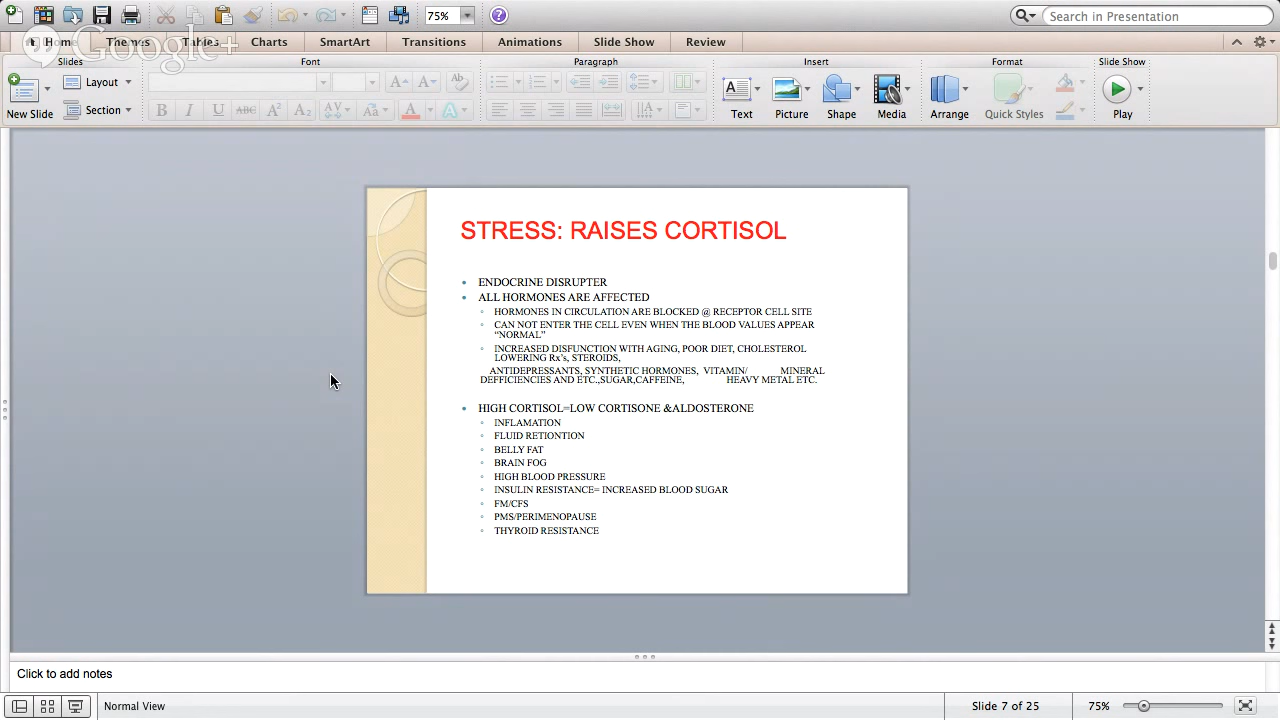 75%
Search in Presentation
Home Themes Tables Charts SmartArt Transitions Animations Slide Show Review
Google+
Slides Font Paragraph Insert Format Slide Show
Layout
Section
New Slide
B I U ABC A² A₂ AV Aa A A
Text Picture Shape Media Arrange Quick Styles Play
STRESS: RAISES CORTISOL
ENDOCRINE DISRUPTER
ALL HORMONES ARE AFFECTED
HORMONES IN CIRCULATION ARE BLOCKED @ RECEPTOR CELL SITE
CAN NOT ENTER THE CELL EVEN WHEN THE BLOOD VALUES APPEAR
“NORMAL”
INCREASED DISFUNCTION WITH AGING, POOR DIET, CHOLESTEROL
LOWERING Rx's, STEROIDS,
ANTIDEPRESSANTS, SYNTHETIC HORMONES, VITAMIN/ MINERAL
DEFFICIENCIES AND ETC.,SUGAR,CAFFEINE, HEAVY METAL ETC.
HIGH CORTISOL=LOW CORTISONE &ALDOSTERONE
INFLAMATION
FLUID RETIONTION
BELLY FAT
BRAIN FOG
HIGH BLOOD PRESSURE
INSULIN RESISTANCE= INCREASED BLOOD SUGAR
FM/CFS
PMS/PERIMENOPAUSE
THYROID RESISTANCE
Click to add notes
Normal View
Slide 7 of 25
75%